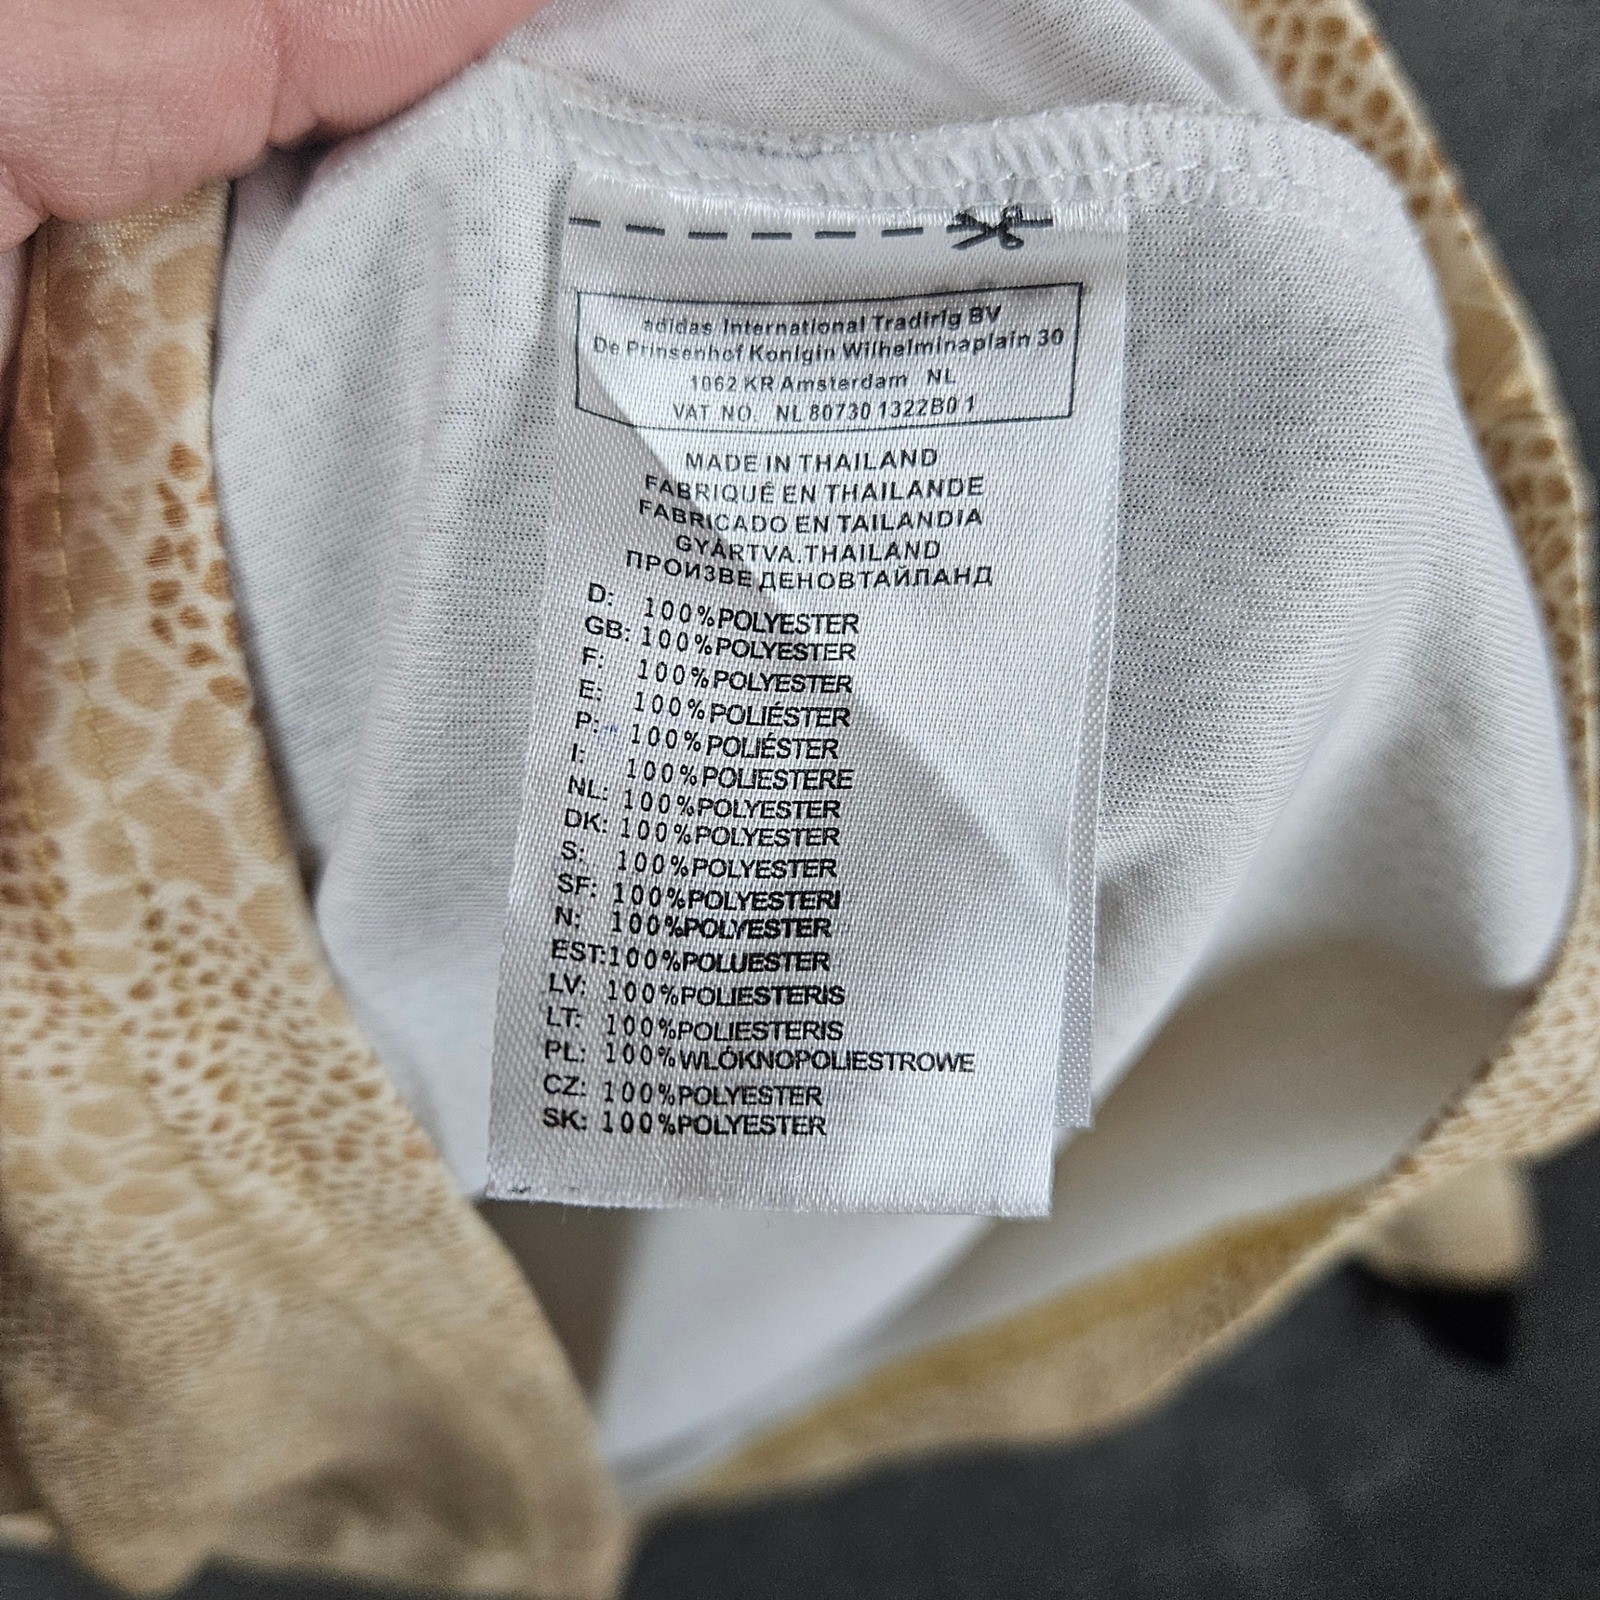 adidas International Tradirig BV
De Prinsenhof Konlgin Wilhelminaplain 30
1062 KR Amsterdam NL
VAT NO. NL 80730 1322B0 1
MADE IN THAILAND
FABRIQUÊ EN THAILANDE
FABRICADO EN TAILANDIA
GYÁRTVA.THAILAND
ПРОИЗВЕ ДЕНОВТАЙЛАНД
D: 100%POLYESTER
GB: 100%POLYESTER
F: 100%POLYESTER
E: 100%POLIÉSTER
P: 100%POLIÉSTER
I: 100%POLIESTERE
NL: 100%POLYESTER
DK: 100%POLYESTER
S: 100%POLYESTER
SF: 100%POLYESTERI
N: 100%POLYESTER
EST:100%POLUESTER
LV: 100%POLIESTERIS
LT: 100%POLIESTERIS
PL: 100%WLÓKNOPOLIESTROWE
CZ: 100%POLYESTER
SK: 100%POLYESTER